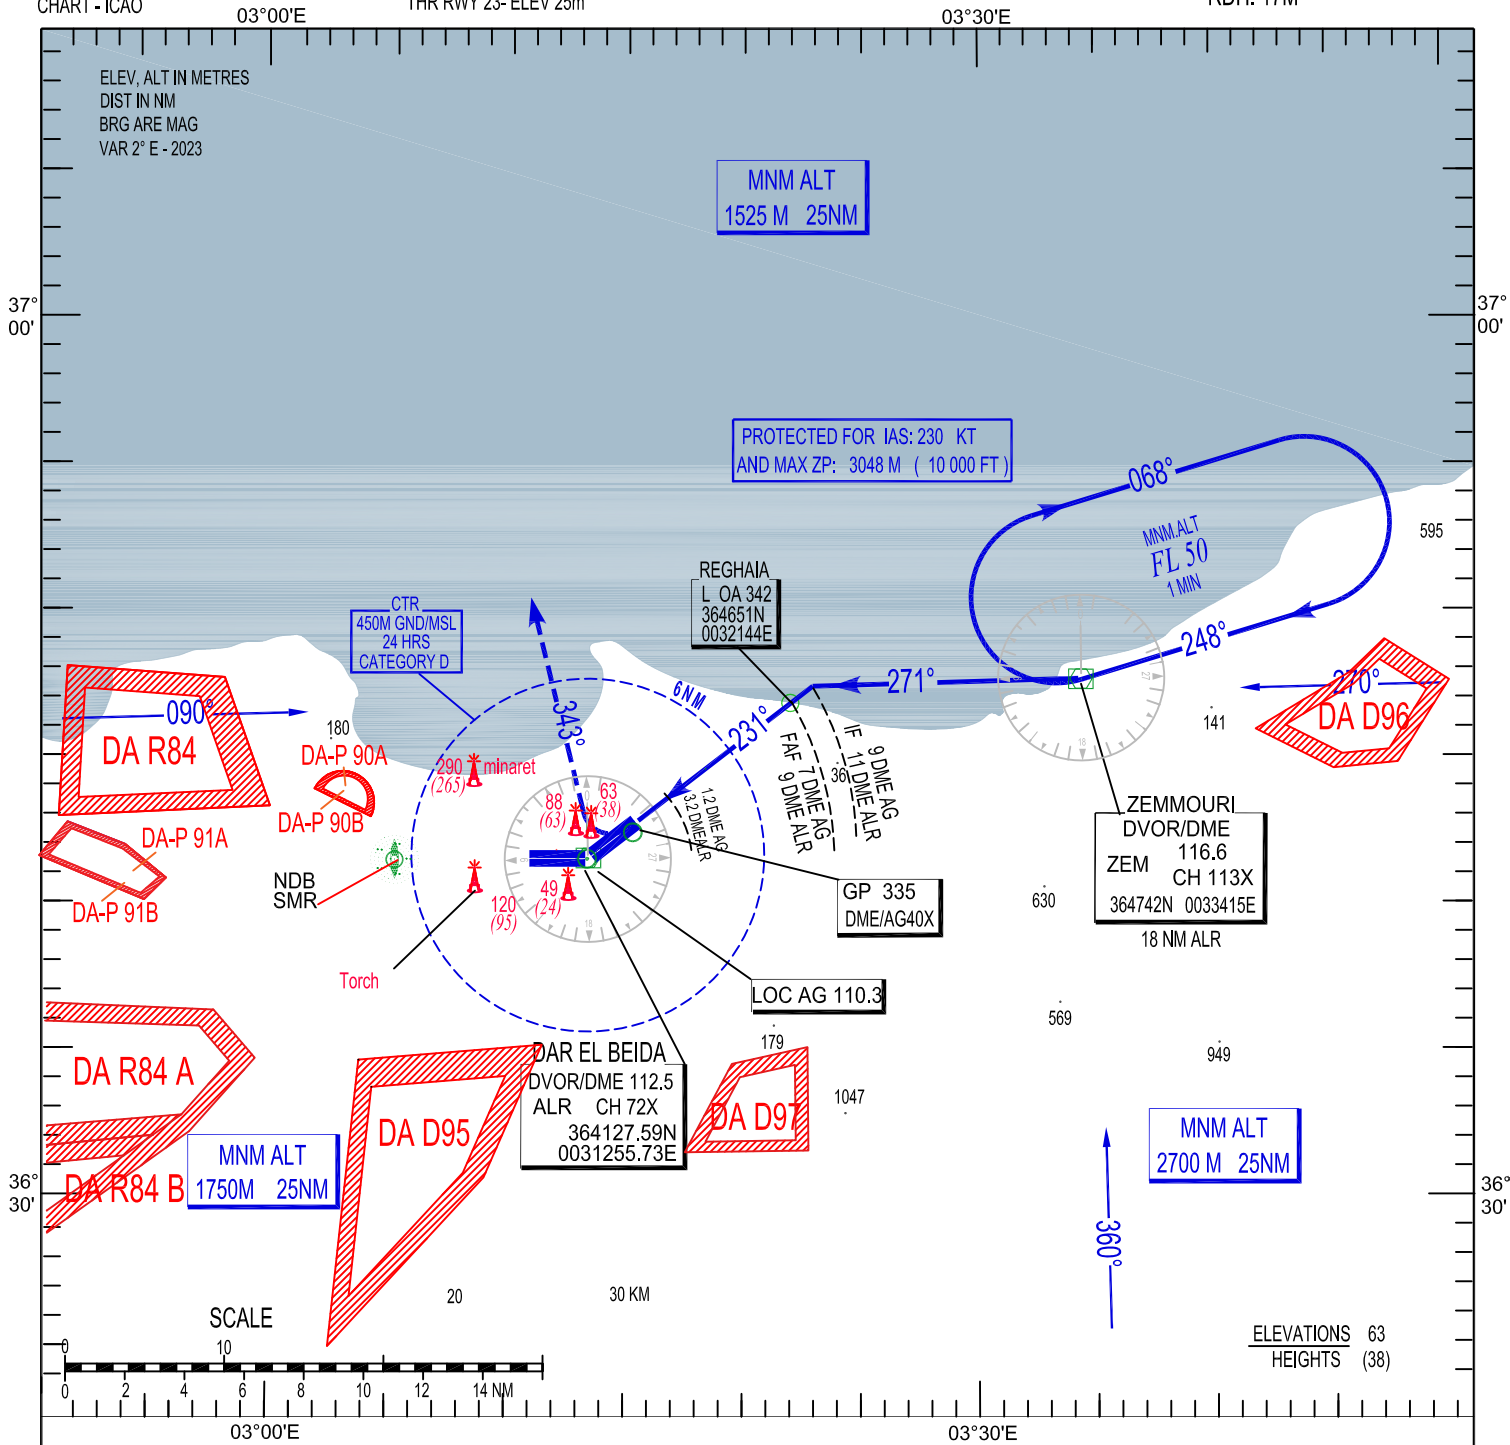 CHART - ICAO
THR RWY 23- ELEV 25m
RDH: 17M
03°00'E
03°30'E
ELEV, ALT IN METRES
DIST IN NM
BRG ARE MAG
VAR 2° E - 2023
MNM ALT
1525 M 25NM
37°
00'
37°
00'
PROTECTED FOR IAS: 230 KT
AND MAX ZP: 3048 M ( 10 000 FT )
068°
MNM.ALT
FL 50
1 MIN
248°
595
REGHAIA
L OA 342
364651N
0032144E
CTR
450M GND/MSL
24 HRS
CATEGORY D
6NM
343°
231°
271°
270°
DA D96
141
090°
DA R84
180
DA-P 90A
DA-P 90B
DA-P 91A
DA-P 91B
290
(265)
minaret
88
(63)
63
(38)
1.2 DME AG
3.2 DMEALR
7 DME AG
FAF 9 DME ALR
9 DME AG
IF 11 DME ALR
36
27
18
9
27
18
NDB
SMR
120
(95)
49
(24)
Torch
GP 335
DME/AG40X
LOC AG 110.3
ZEMMOURI
DVOR/DME
116.6
ZEM
CH 113X
364742N 0033415E
18 NM ALR
630
569
949
179
1047
DAR EL BEIDA
DVOR/DME 112.5
ALR CH 72X
364127.59N
0031255.73E
DA R84 A
DA R84 B
DA D95
DA D97
MNM ALT
1750M 25NM
MNM ALT
2700 M 25NM
36°
30'
36°
30'
360°
SCALE
0
10
20
30 KM
0 2 4 6 8 10 12 14 NM
ELEVATIONS 63
HEIGHTS (38)
03°00'E
03°30'E